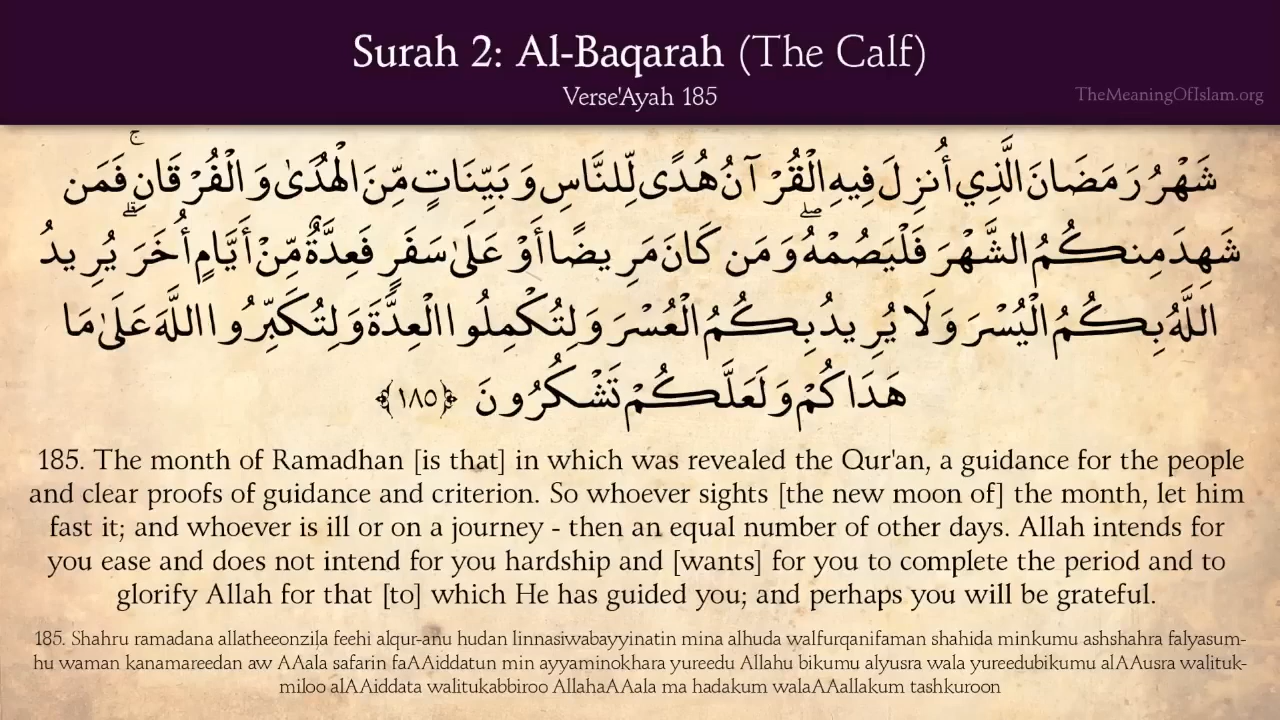 Surah 2: Al-Baqarah (The Calf)
Verse'Ayah 185
TheMeaningOfIslam.org
شَهْرُ رَمَضَانَ الَّذِي أُنزِلَ فِيهِ الْقُرْآنُ هُدًى لِّلنَّاسِ وَبَيِّنَاتٍ مِّنَ الْهُدَىٰ وَالْفُرْقَانِ ۚ فَمَن
شَهِدَ مِنكُمُ الشَّهْرَ فَلْيَصُمْهُ ۖ وَمَن كَانَ مَرِيضًا أَوْ عَلَىٰ سَفَرٍ فَعِدَّةٌ مِّنْ أَيَّامٍ أُخَرَ ۗ يُرِيدُ
اللَّهُ بِكُمُ الْيُسْرَ وَلَا يُرِيدُ بِكُمُ الْعُسْرَ وَلِتُكْمِلُوا الْعِدَّةَ وَلِتُكَبِّرُوا اللَّهَ عَلَىٰ مَا
هَدَاكُمْ وَلَعَلَّكُمْ تَشْكُرُونَ ﴿١٨٥﴾
185. The month of Ramadhan [is that] in which was revealed the Qur'an, a guidance for the people
and clear proofs of guidance and criterion. So whoever sights [the new moon of] the month, let him
fast it; and whoever is ill or on a journey - then an equal number of other days. Allah intends for
you ease and does not intend for you hardship and [wants] for you to complete the period and to
glorify Allah for that [to] which He has guided you; and perhaps you will be grateful.
185. Shahru ramadana allatheeonzila feehi alqur-anu hudan linnasiwabayyinatin mina alhuda walfurqanifaman shahida minkumu ashshahra falyasum-
hu waman kanamareedan aw AAala safarin faAAiddatun min ayyaminokhara yureedu Allahu bikumu alyusra wala yureedubikumu alAAusra walituk-
miloo alAAiddata walitukabbiroo AllahaAAala ma hadakum walaAAallakum tashkuroon